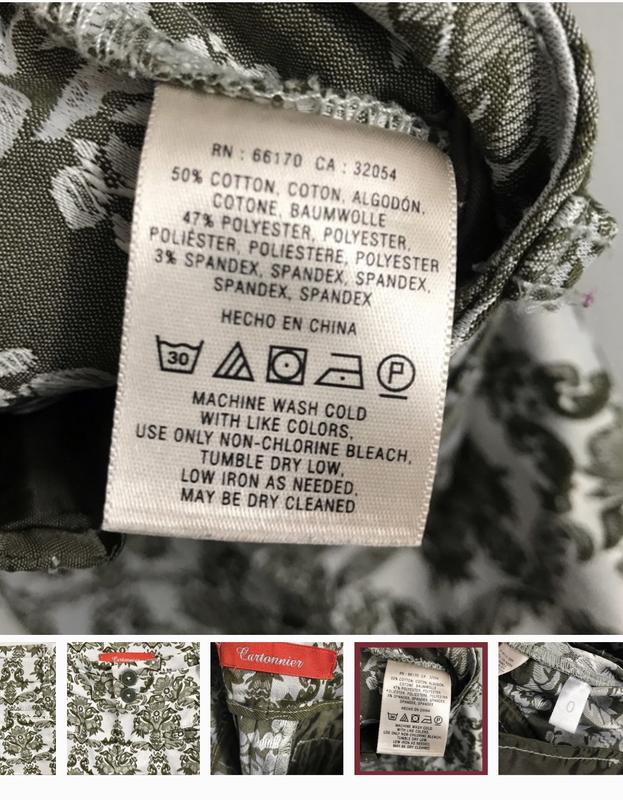 RN : 66170 CA : 32054
50% COTTON, COTON, ALGODÓN,
COTONE, BAUMWOLLE
47% POLYESTER, POLYESTER,
POLIÉSTER, POLIESTERE, POLYESTER
3% SPANDEX, SPANDEX, SPANDEX,
SPANDEX, SPANDEX
HECHO EN CHINA
30 P
MACHINE WASH COLD
WITH LIKE COLORS,
USE ONLY NON-CHLORINE BLEACH,
TUMBLE DRY LOW,
LOW IRON AS NEEDED,
MAY BE DRY CLEANED
Cartonnier
0